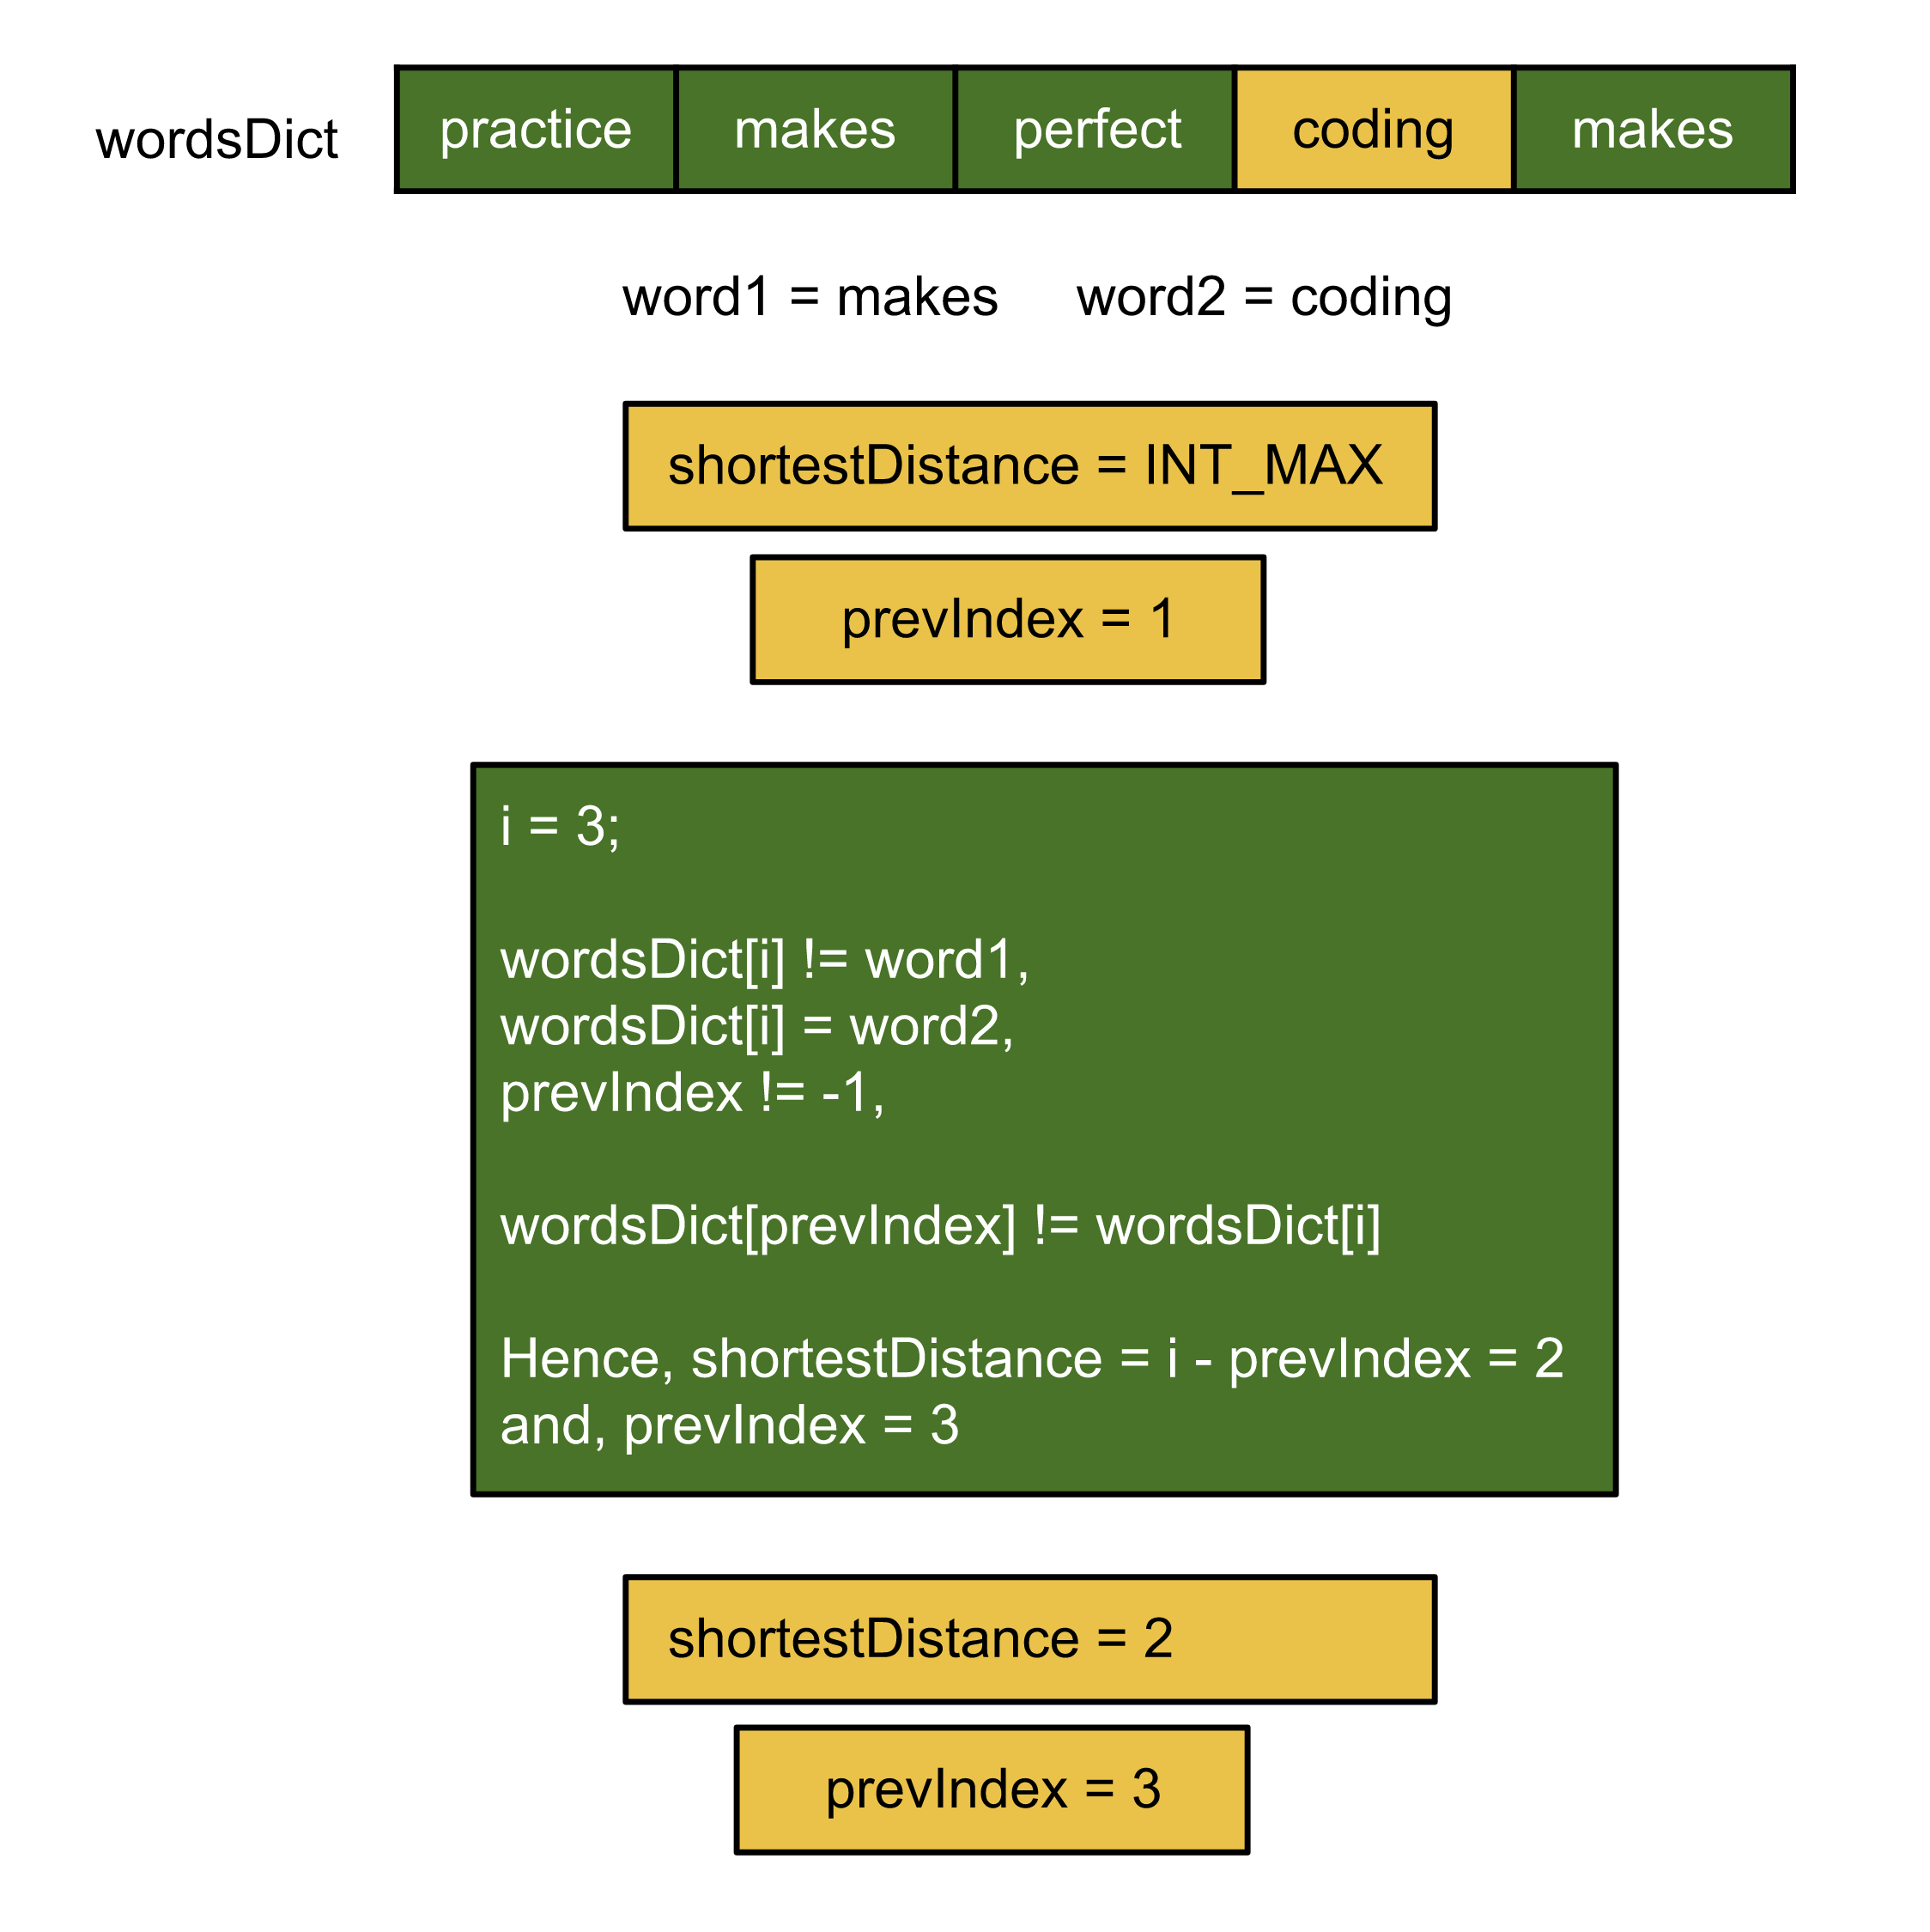 wordsDict practice makes perfect coding makes
word1 = makes word2 = coding
shortestDistance = INT_MAX
prevIndex = 1
i = 3;
wordsDict[i] != word1,
wordsDict[i] = word2,
prevIndex != -1,
wordsDict[prevIndex] != wordsDict[i]
Hence, shortestDistance = i - prevIndex = 2
and, prevIndex = 3
shortestDistance = 2
prevIndex = 3